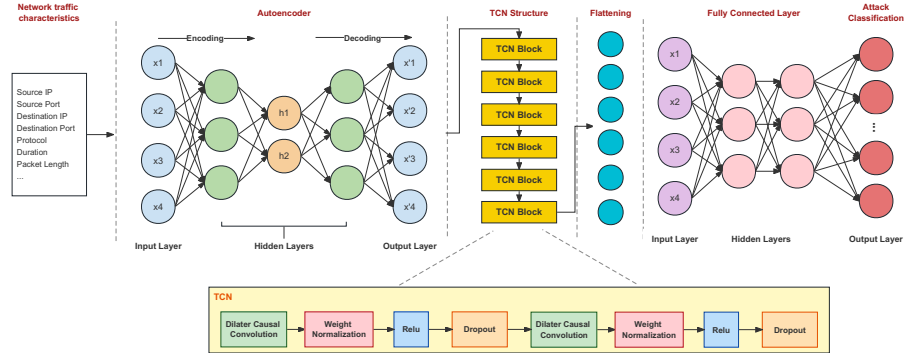 Network traffic
characteristics
Source IP
Source Port
Destination IP
Destination Port
Protocol
Duration
Packet Length
...
Autoencoder
Encoding
Decoding
x1
x2
x3
x4
h1
h2
x'1
x'2
x'3
x'4
Input Layer
Hidden Layers
Output Layer
TCN Structure
TCN Block
TCN Block
TCN Block
TCN Block
TCN Block
TCN Block
Flattening
Fully Connected Layer
x1
x2
x3
x4
Input Layer
Hidden Layers
Attack
Classification
...
Output Layer
TCN
Dilater Causal
Convolution
Weight
Normalization
Relu
Dropout
Dilater Causal
Convolution
Weight
Normalization
Relu
Dropout